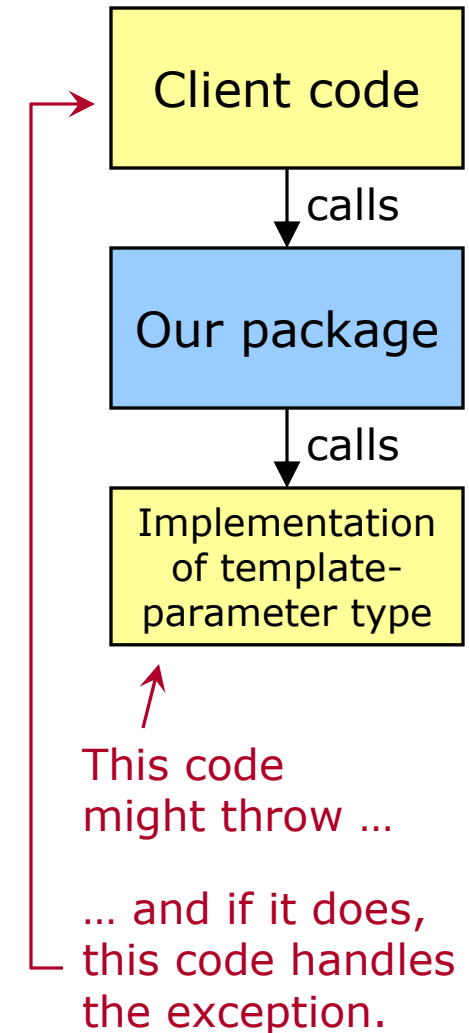 Client code
calls
Our package
calls
Implementation
of template-
parameter type
This code
might throw …
… and if it does,
this code handles
the exception.